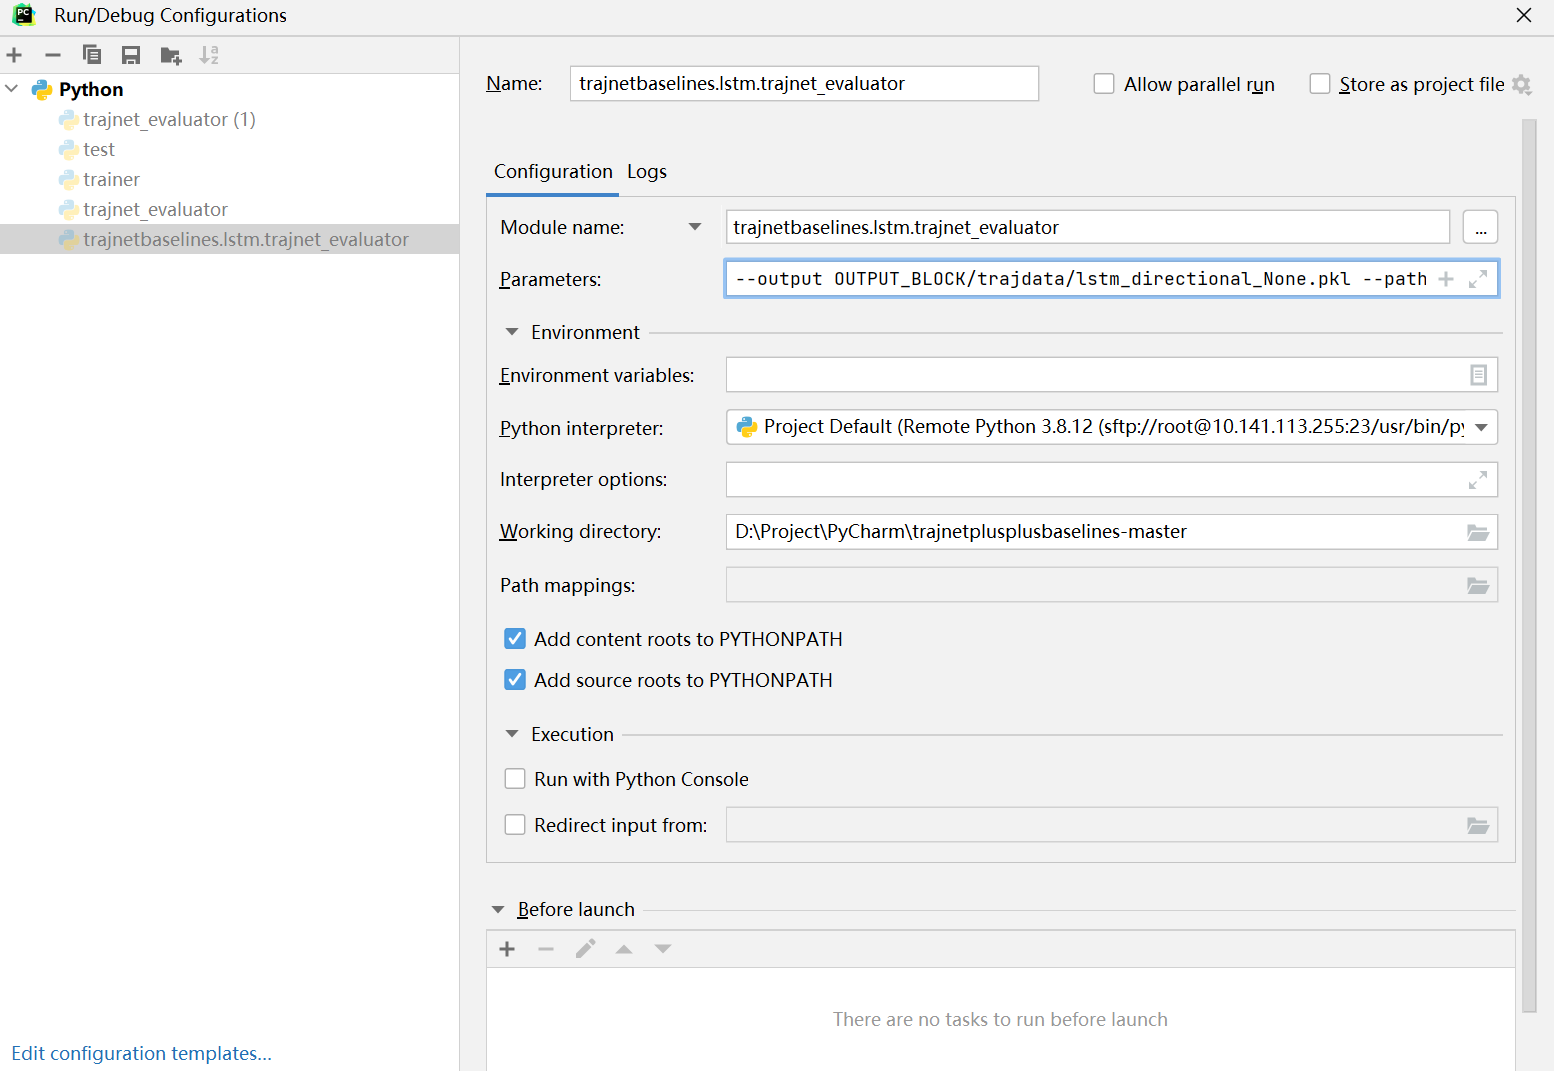 Run/Debug Configurations
Python
trajnet_evaluator (1)
test
trainer
trajnet_evaluator
trajnetbaselines.lstm.trajnet_evaluator
Edit configuration templates...
Name: trajnetbaselines.lstm.trajnet_evaluator Allow parallel run Store as project file
Configuration Logs
Module name: trajnetbaselines.lstm.trajnet_evaluator ...
Parameters: --output OUTPUT_BLOCK/trajdata/lstm_directional_None.pkl --path
Environment
Environment variables:
Python interpreter: Project Default (Remote Python 3.8.12 (sftp://root@10.141.113.255:23/usr/bin/py
Interpreter options:
Working directory: D:\Project\PyCharm\trajnetplusplusbaselines-master
Path mappings:
Add content roots to PYTHONPATH
Add source roots to PYTHONPATH
Execution
Run with Python Console
Redirect input from:
Before launch
There are no tasks to run before launch